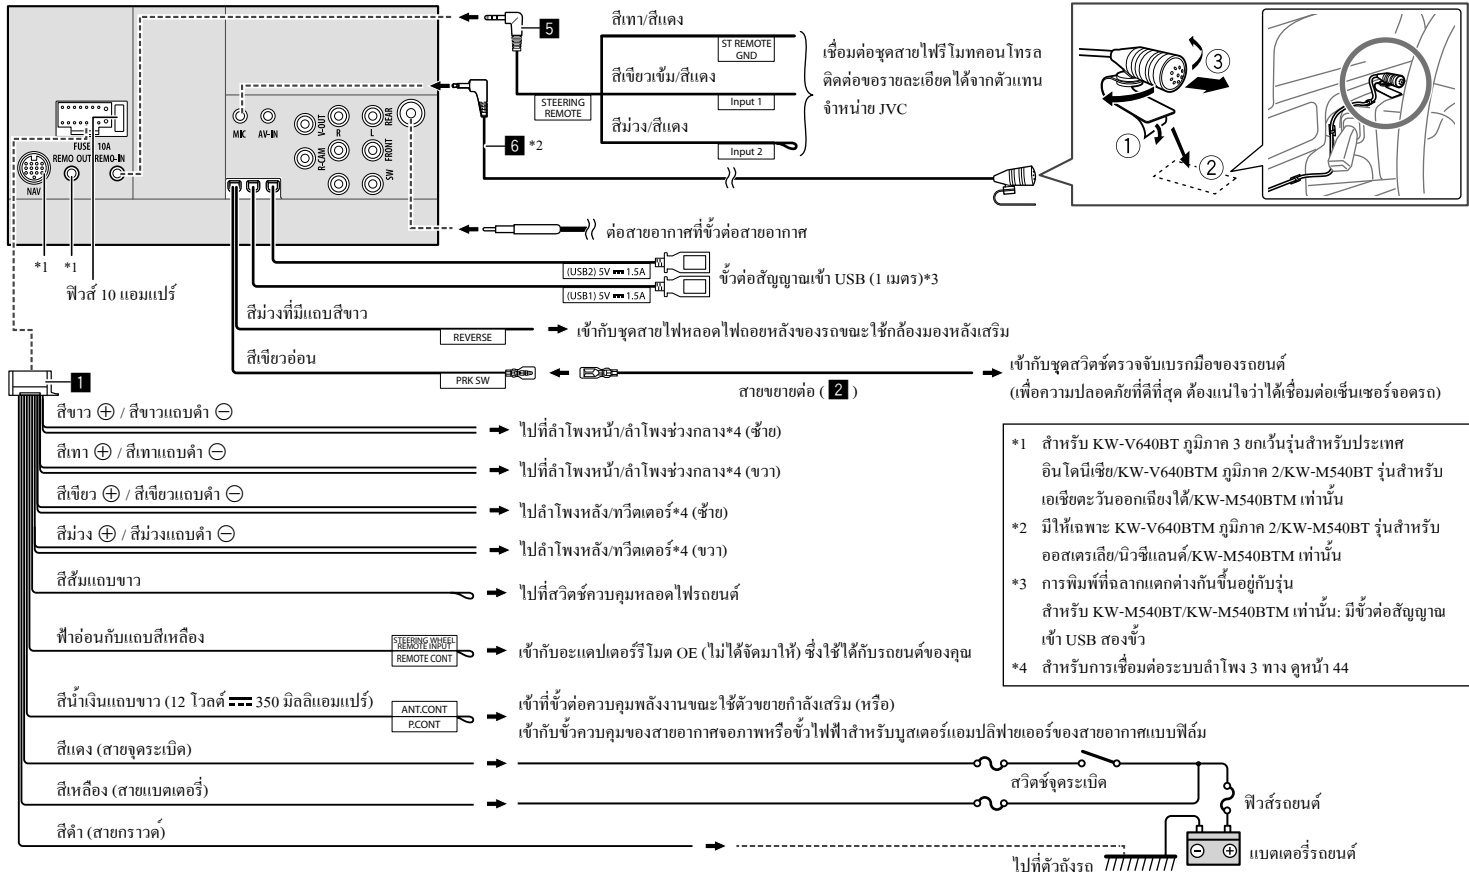 สีเทา/สีแดง
ST REMOTE
GND
สีเขียวเข้ม/สีแดง
STEERING
REMOTE
Input 1
สีม่วง/สีแดง
Input 2
เชื่อมต่อชุดสายไฟรีโมทคอนโทรล
ติดต่อขอรายละเอียดได้จากตัวแทน
จำหน่าย JVC
5
6 *2
1
2
3
FUSE 10A
REMO OUT
REMO-IN
NAV
MIC
AV-IN
V-OUT
R
L
REAR
R-CAM
FRONT
SW
*1
*1
ฟิวส์ 10 แอมแปร์
ต่อสายอากาศที่ขั้วต่อสายอากาศ
(USB2) 5V ⎓ 1.5A
(USB1) 5V ⎓ 1.5A
ขั้วต่อสัญญาณเข้า USB (1 เมตร)*3
สีม่วงที่มีแถบสีขาว
REVERSE
เข้ากับชุดสายไฟหลอดไฟถอยหลังของรถขณะใช้กล้องมองหลังเสริม
สีเขียวอ่อน
PRK SW
สายขยายต่อ ( 2 )
เข้ากับชุดสวิตช์ตรวจจับเบรกมือของรถยนต์
(เพื่อความปลอดภัยที่ดีที่สุด ต้องแน่ใจว่าได้เชื่อมต่อเซ็นเซอร์จอดรถ)
1
สีขาว ⊕ / สีขาวแถบดำ ⊖
ไปที่ลำโพงหน้า/ลำโพงช่วงกลาง*4 (ซ้าย)
สีเทา ⊕ / สีเทาแถบดำ ⊖
ไปที่ลำโพงหน้า/ลำโพงช่วงกลาง*4 (ขวา)
สีเขียว ⊕ / สีเขียวแถบดำ ⊖
ไปลำโพงหลัง/ทวีตเตอร์*4 (ซ้าย)
สีม่วง ⊕ / สีม่วงแถบดำ ⊖
ไปลำโพงหลัง/ทวีตเตอร์*4 (ขวา)
สีส้มแถบขาว
ไปที่สวิตช์ควบคุมหลอดไฟรถยนต์
ฟ้าอ่อนกับแถบสีเหลือง
STEERING WHEEL
REMOTE INPUT
REMOTE CONT
เข้ากับอะแดปเตอร์รีโมต OE (ไม่ได้จัดมาให้) ซึ่งใช้ได้กับรถยนต์ของคุณ
สีน้ำเงินแถบขาว (12 โวลต์ ⎓ 350 มิลลิแอมแปร์)
ANT.CONT
P.CONT
เข้าที่ขั้วต่อควบคุมพลังงานขณะใช้ตัวขยายกำลังเสริม (หรือ)
เข้ากับขั้วควบคุมของสายอากาศจอภาพหรือขั้วไฟฟ้าสำหรับบูสเตอร์แอมปลิฟายเออร์ของสายอากาศแบบฟิล์ม
สีแดง (สายจุดระเบิด)
สวิตช์จุดระเบิด
สีเหลือง (สายแบตเตอรี่)
ฟิวส์รถยนต์
สีดำ (สายกราวด์)
ไปที่ตัวถังรถ
⊖ ⊕
แบตเตอรี่รถยนต์
*1 สำหรับ KW-V640BT ภูมิภาค 3 ยกเว้นรุ่นสำหรับประเทศ
อินโดนีเซีย/KW-V640BTM ภูมิภาค 2/KW-M540BT รุ่นสำหรับ
เอเชียตะวันออกเฉียงใต้/KW-M540BTM เท่านั้น
*2 มีให้เฉพาะ KW-V640BTM ภูมิภาค 2/KW-M540BT รุ่นสำหรับ
ออสเตรเลีย/นิวซีแลนด์/KW-M540BTM เท่านั้น
*3 การพิมพ์ที่ฉลากแตกต่างกันขึ้นอยู่กับรุ่น
สำหรับ KW-M540BT/KW-M540BTM เท่านั้น: มีขั้วต่อสัญญาณ
เข้า USB สองขั้ว
*4 สำหรับการเชื่อมต่อระบบลำโพง 3 ทาง ดูหน้า 44